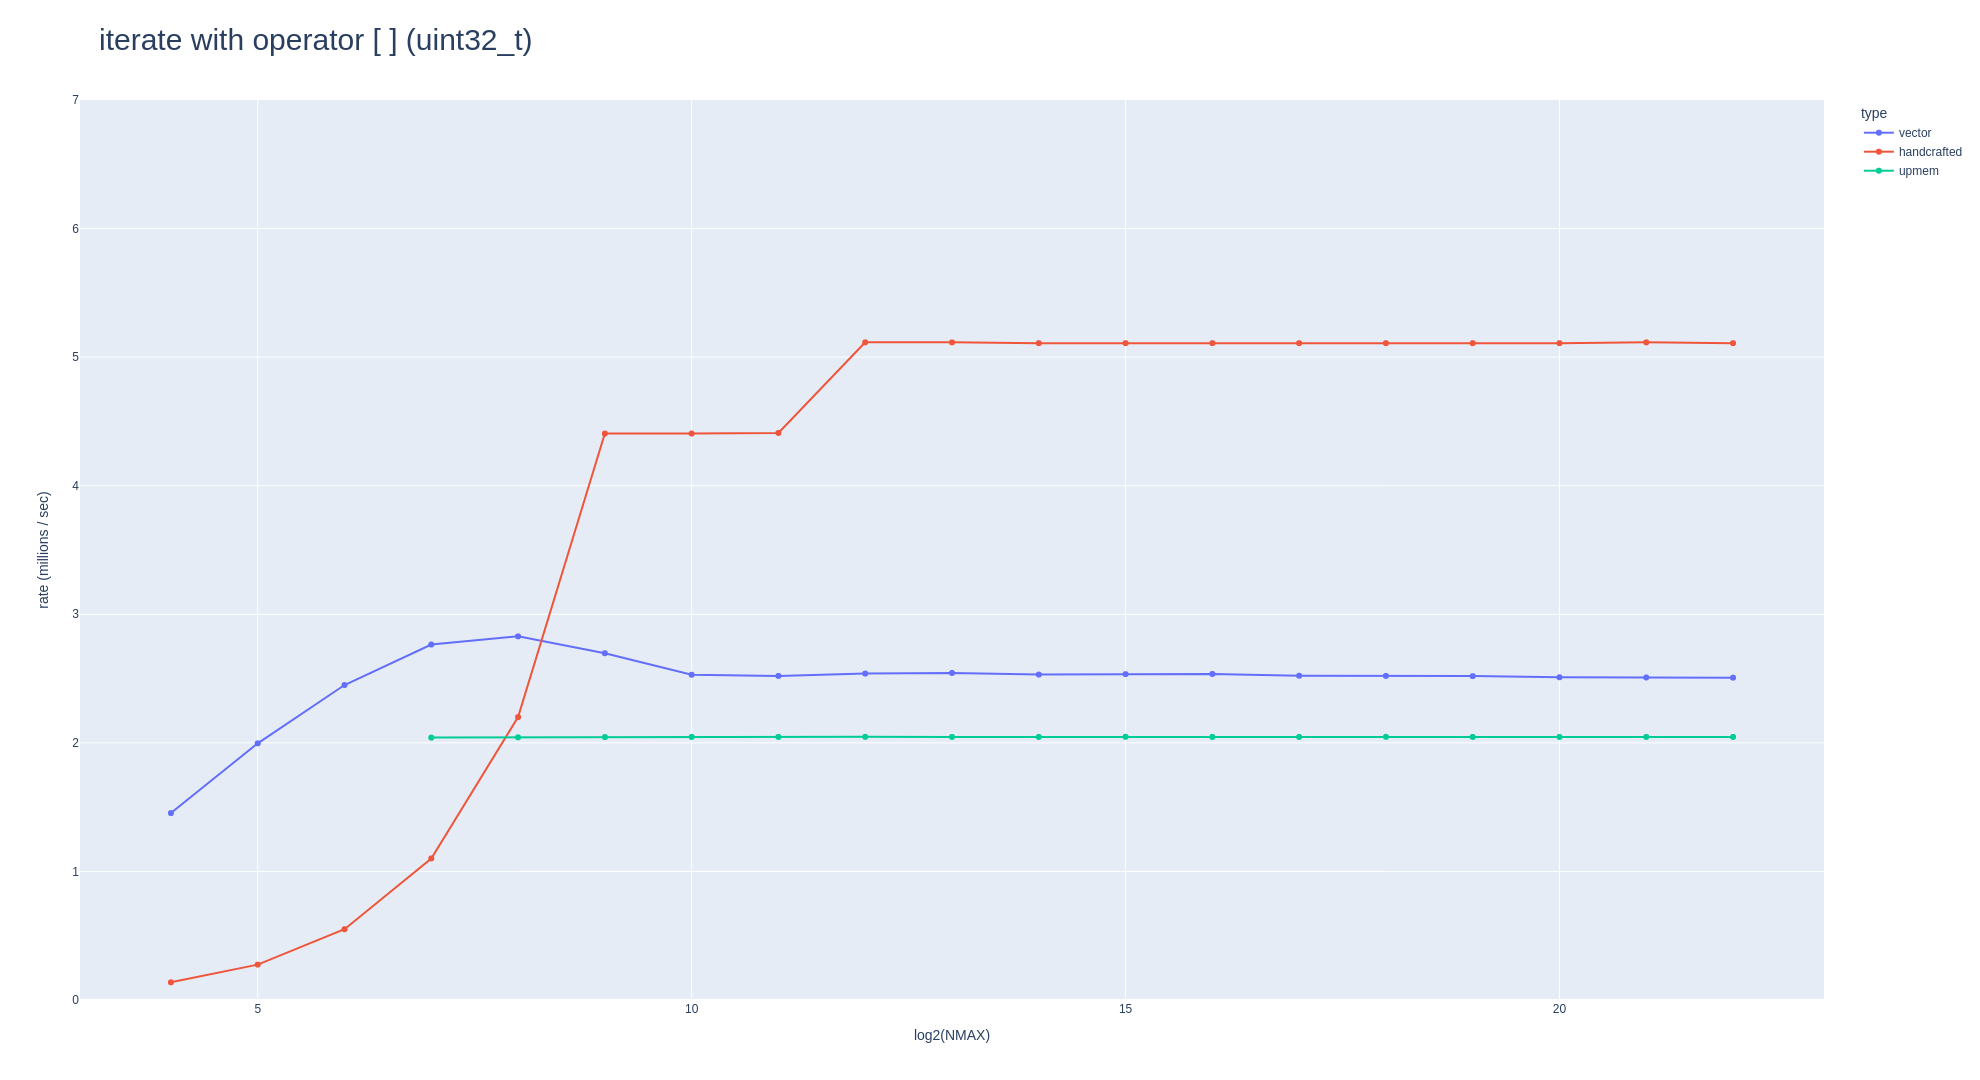 iterate with operator [ ] (uint32_t)
7
6
5
4
3
2
1
0
rate (millions / sec)
5
10
15
20
log2(NMAX)
type
vector
handcrafted
upmem